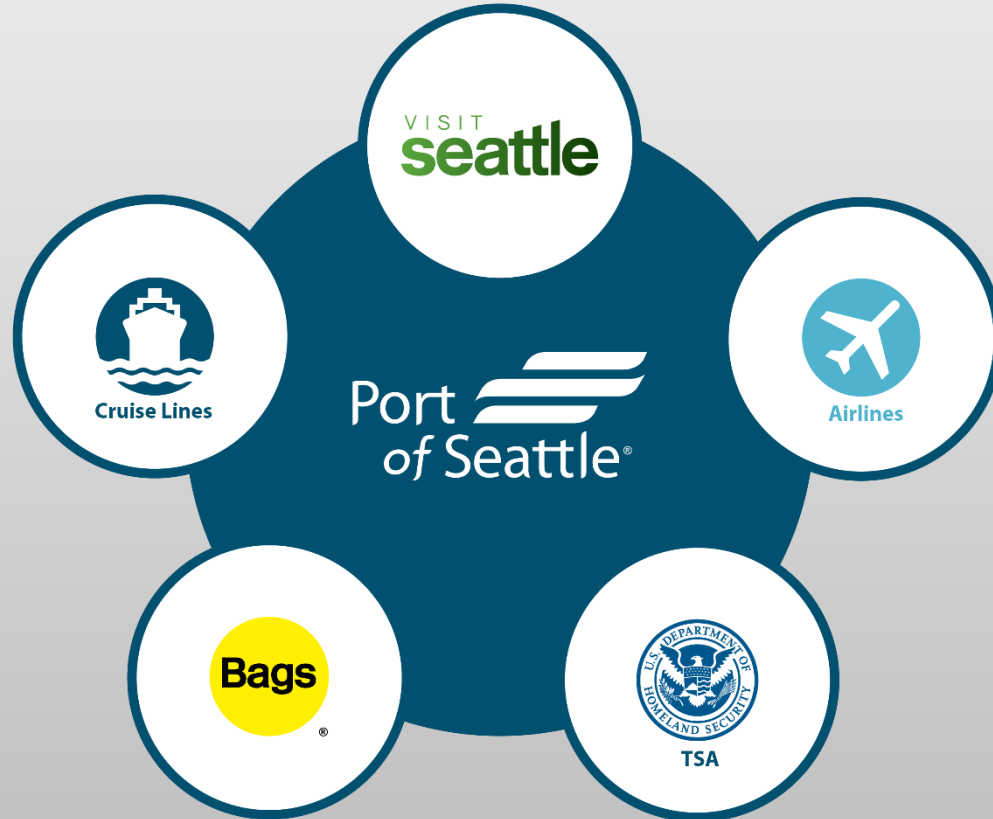 VISIT
seattle
Cruise Lines
Airlines
Port
of Seattle®
Bags
®
U.S. DEPARTMENT OF
HOMELAND SECURITY
TSA